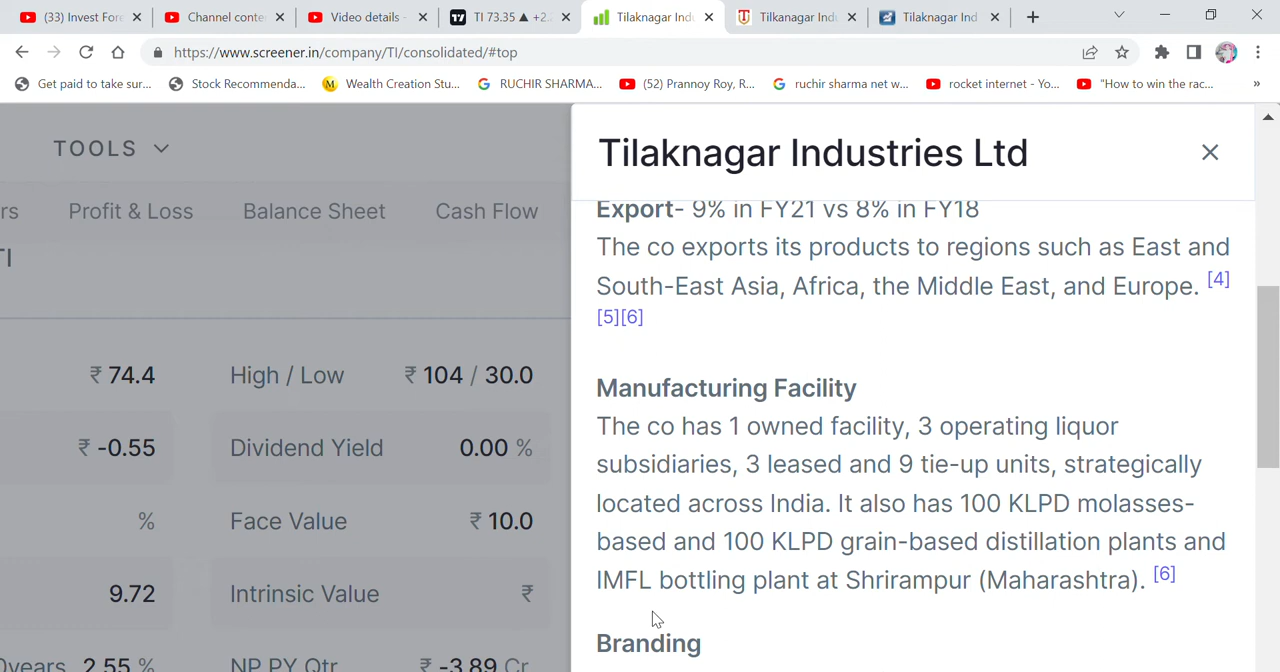 (33) Invest For
Channel conte
Video details -
TI 73.35 ▲ +2.
Tilaknagar Indu
Tilkanagar Indu
Tilaknagar Ind
https://www.screener.in/company/TI/consolidated/#top
Get paid to take sur...
Stock Recommenda...
Wealth Creation Stu...
RUCHIR SHARMA...
(52) Prannoy Roy, R...
ruchir sharma net w...
rocket internet - Yo...
"How to win the rac...
»
TOOLS
rs Profit & Loss Balance Sheet Cash Flow
TI
₹ 74.4 High / Low ₹ 104 / 30.0
₹ -0.55 Dividend Yield 0.00 %
% Face Value ₹ 10.0
9.72 Intrinsic Value ₹
0years 2.55 % NP PY Qtr ₹ -3.89 Cr
Tilaknagar Industries Ltd
Export- 9% in FY21 vs 8% in FY18
The co exports its products to regions such as East and
South-East Asia, Africa, the Middle East, and Europe. [4]
[5][6]
Manufacturing Facility
The co has 1 owned facility, 3 operating liquor
subsidiaries, 3 leased and 9 tie-up units, strategically
located across India. It also has 100 KLPD molasses-
based and 100 KLPD grain-based distillation plants and
IMFL bottling plant at Shrirampur (Maharashtra). [6]
Branding